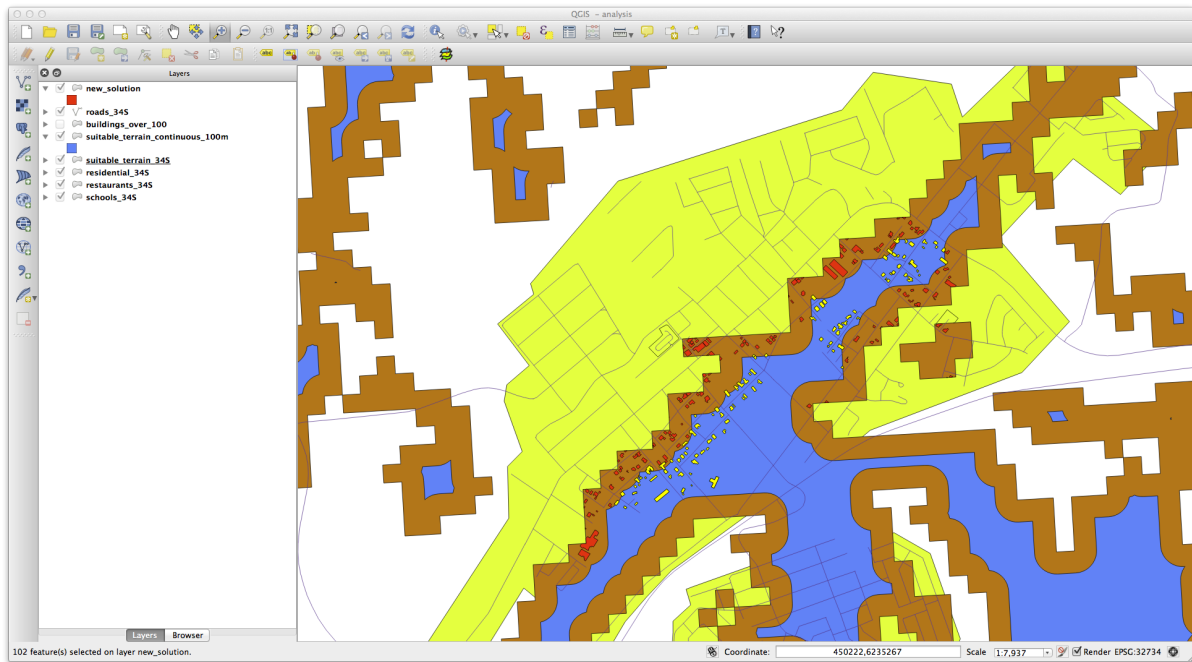 QGIS - analysis
Layers
new_solution
roads_34S
buildings_over_100
suitable_terrain_continuous_100m
suitable_terrain_34S
residential_34S
restaurants_34S
schools_34S
Layers Browser
102 feature(s) selected on layer new_solution.
Coordinate: 450222,6235267 Scale 1:7,937 Render EPSG:32734